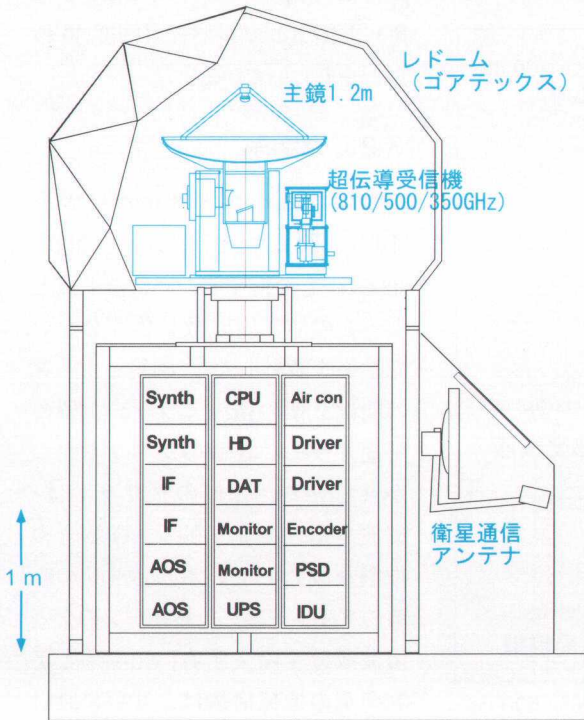 レドーム
(ゴアテックス)
主鏡1.2m
超伝導受信機
(810/500/350GHz)
Synth
CPU
Air con
Synth
HD
Driver
IF
DAT
Driver
IF
Monitor
Encoder
AOS
Monitor
PSD
AOS
UPS
IDU
衛星通信
アンテナ
1 m